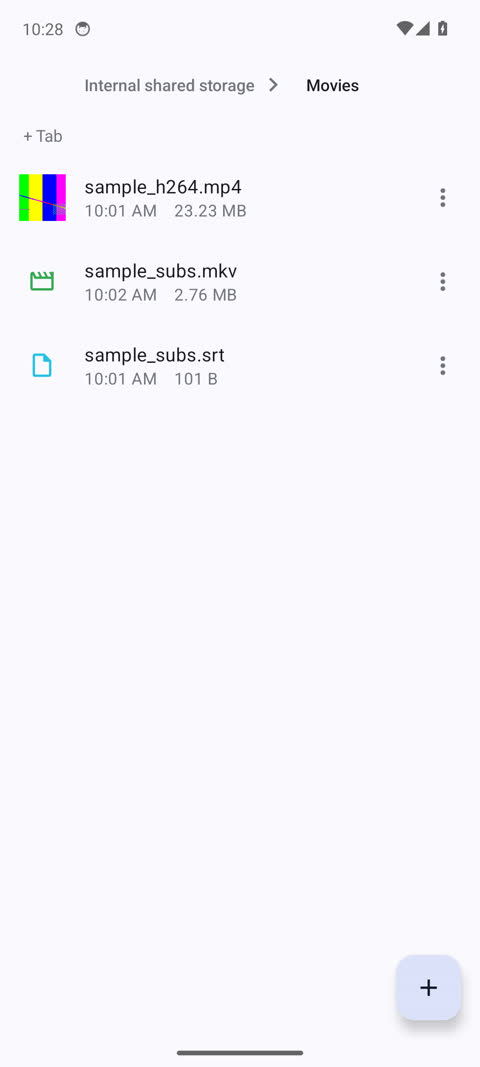 10:28
Internal shared storage > Movies
+ Tab
sample_h264.mp4
10:01 AM 23.23 MB
sample_subs.mkv
10:02 AM 2.76 MB
sample_subs.srt
10:01 AM 101 B